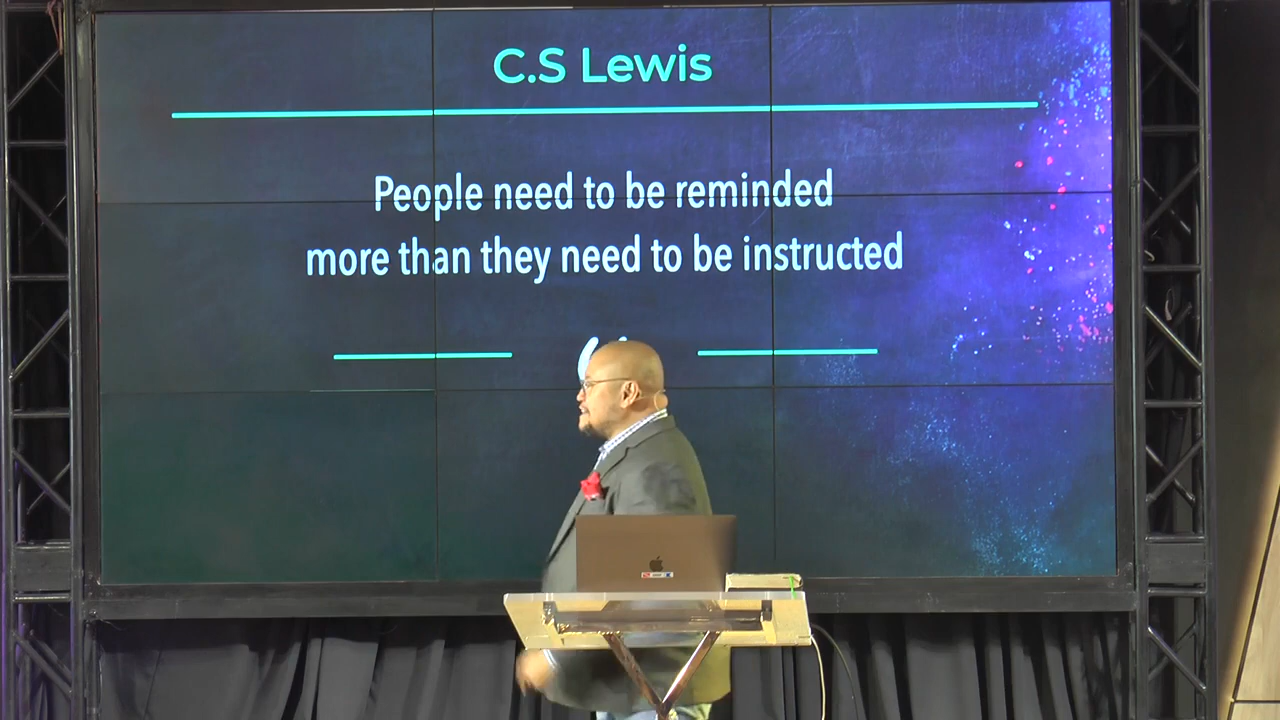 C.S Lewis
People need to be reminded
more than they need to be instructed